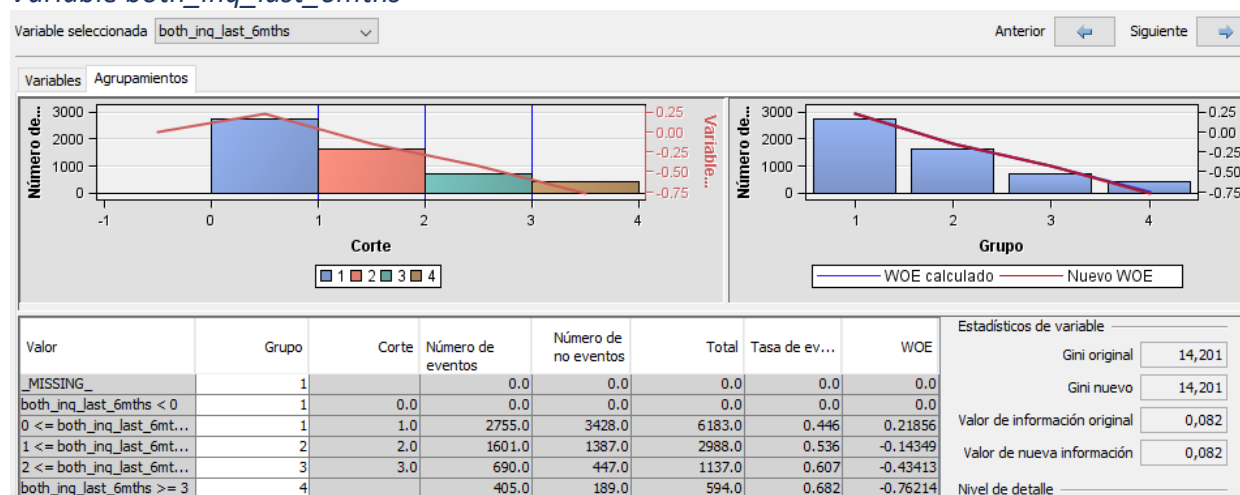 Variable both_inq_last_6mths
Variable seleccionada both_inq_last_6mths Anterior Siguiente
Variables Agrupamientos
Número de...
3000
2000
1000
0
0.25
0.00
-0.25
-0.50
-0.75
Variable...
-1 0 1 2 3 4
Corte
1 2 3 4
Número de...
3000
2000
1000
0
0.25
0.00
-0.25
-0.50
-0.75
1 2 3 4
Grupo
WOE calculado Nuevo WOE
Valor Grupo Corte Número de eventos Número de no eventos Total Tasa de ev... WOE
_MISSING_ 1 0.0 0.0 0.0 0.0 0.0
both_inq_last_6mths < 0 1 0.0 0.0 0.0 0.0 0.0 0.0
0 <= both_inq_last_6mt... 1 1.0 2755.0 3428.0 6183.0 0.446 0.21856
1 <= both_inq_last_6mt... 2 2.0 1601.0 1387.0 2988.0 0.536 -0.14349
2 <= both_inq_last_6mt... 3 3.0 690.0 447.0 1137.0 0.607 -0.43413
both_inq_last_6mths >= 3 4 405.0 189.0 594.0 0.682 -0.76214
Estadísticos de variable
Gini original 14,201
Gini nuevo 14,201
Valor de información original 0,082
Valor de nueva información 0,082
Nivel de detalle